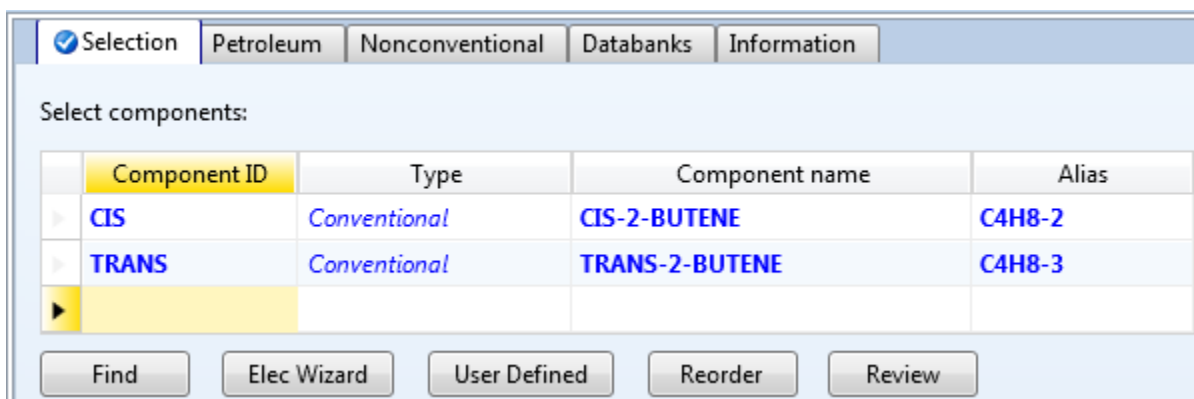 Selection Petroleum Nonconventional Databanks Information
Select components:
Component ID Type Component name Alias
CIS Conventional CIS-2-BUTENE C4H8-2
TRANS Conventional TRANS-2-BUTENE C4H8-3
Find Elec Wizard User Defined Reorder Review